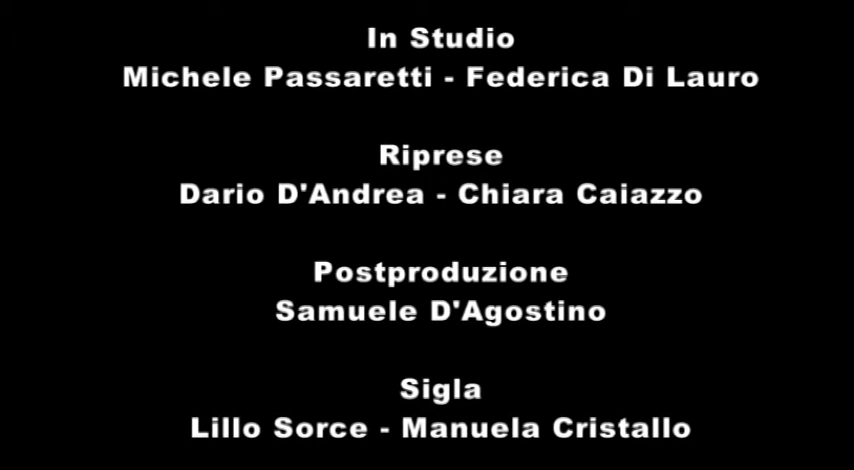 In Studio
Michele Passaretti - Federica Di Lauro
Riprese
Dario D'Andrea - Chiara Caiazzo
Postproduzione
Samuele D'Agostino
Sigla
Lillo Sorce - Manuela Cristallo